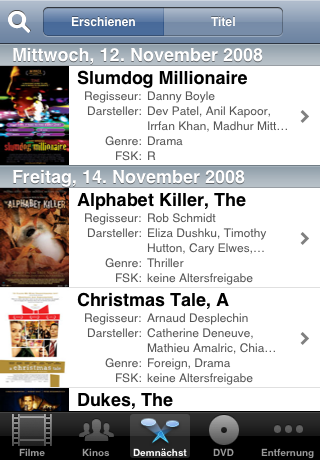 Erschienen Titel
Mittwoch, 12. November 2008
Slumdog Millionaire
Regisseur: Danny Boyle
Darsteller: Dev Patel, Anil Kapoor,
Irrfan Khan, Madhur Mitt…
Genre: Drama
FSK: R
slumdog millionaire
Freitag, 14. November 2008
Alphabet Killer, The
Regisseur: Rob Schmidt
Darsteller: Eliza Dushku, Timothy
Hutton, Cary Elwes,…
Genre: Thriller
FSK: keine Altersfreigabe
ALPHABET KILLER
Christmas Tale, A
Regisseur: Arnaud Desplechin
Darsteller: Catherine Deneuve,
Mathieu Amalric, Chia…
Genre: Foreign, Drama
FSK: keine Altersfreigabe
a christmas tale
Dukes, The
Filme Kinos Demnächst DVD Entfernung